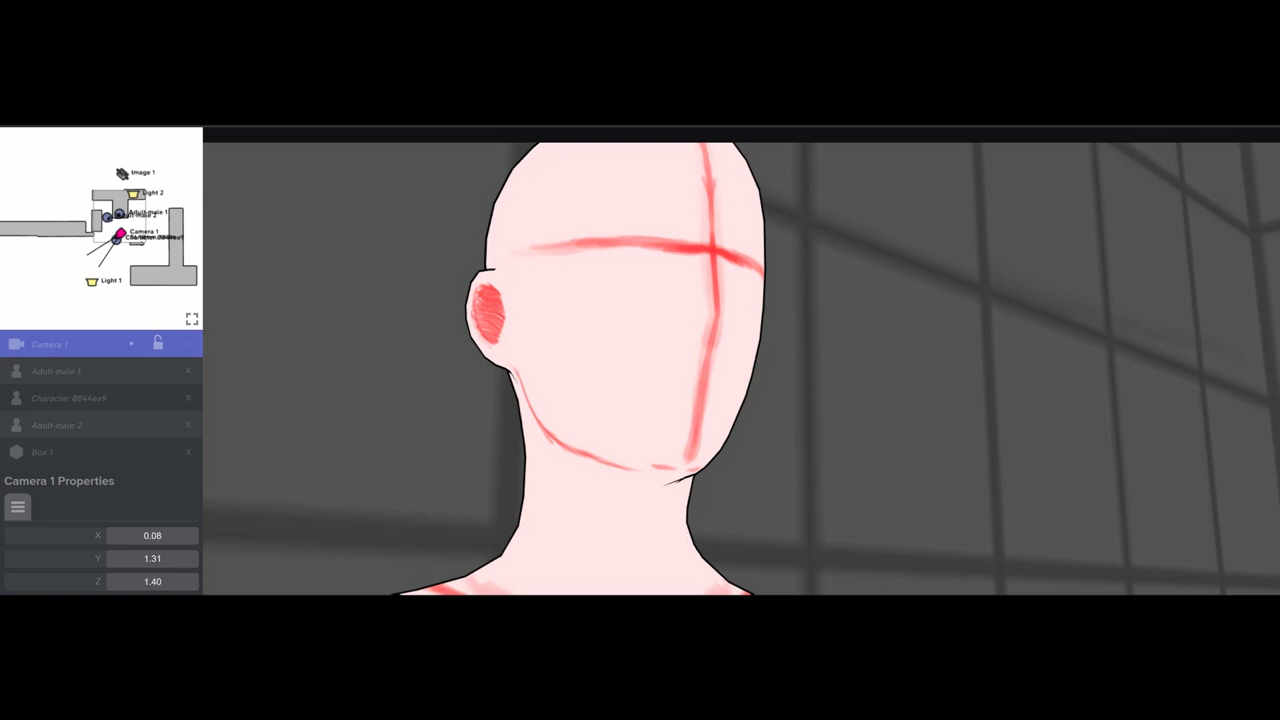 Image 1
Light 2
Adult-male 1
Camera 1
Light 1
Camera 1
Adult-male 1 X
Character 0844ea9 X
Adult-male 2 X
Box 1 X
Camera 1 Properties
X 0.08
Y 1.31
Z 1.40